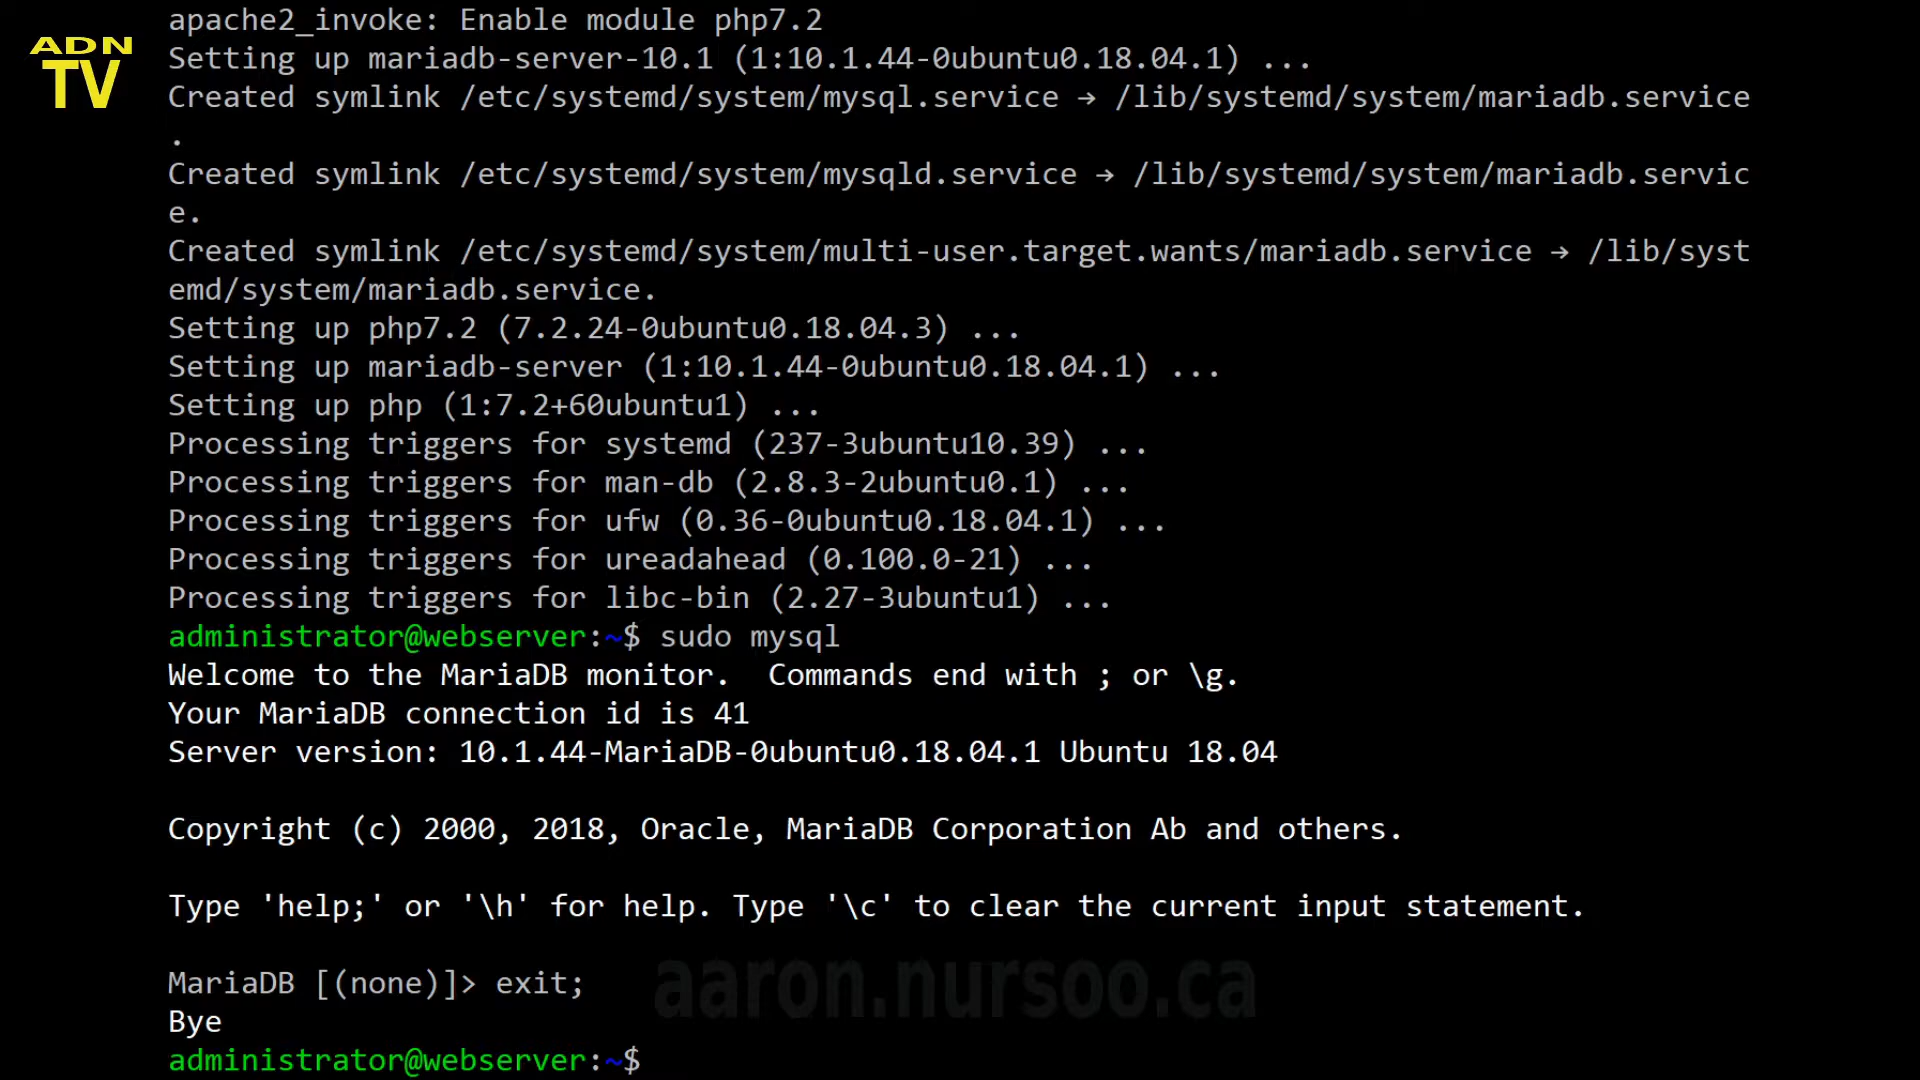 ADN
TV
apache2_invoke: Enable module php7.2
Setting up mariadb-server-10.1 (1:10.1.44-0ubuntu0.18.04.1) ...
Created symlink /etc/systemd/system/mysql.service → /lib/systemd/system/mariadb.service
.
Created symlink /etc/systemd/system/mysqld.service → /lib/systemd/system/mariadb.servic
e.
Created symlink /etc/systemd/system/multi-user.target.wants/mariadb.service → /lib/syst
emd/system/mariadb.service.
Setting up php7.2 (7.2.24-0ubuntu0.18.04.3) ...
Setting up mariadb-server (1:10.1.44-0ubuntu0.18.04.1) ...
Setting up php (1:7.2+60ubuntu1) ...
Processing triggers for systemd (237-3ubuntu10.39) ...
Processing triggers for man-db (2.8.3-2ubuntu0.1) ...
Processing triggers for ufw (0.36-0ubuntu0.18.04.1) ...
Processing triggers for ureadahead (0.100.0-21) ...
Processing triggers for libc-bin (2.27-3ubuntu1) ...
administrator@webserver:~$ sudo mysql
Welcome to the MariaDB monitor.  Commands end with ; or \g.
Your MariaDB connection id is 41
Server version: 10.1.44-MariaDB-0ubuntu0.18.04.1 Ubuntu 18.04
Copyright (c) 2000, 2018, Oracle, MariaDB Corporation Ab and others.
Type 'help;' or '\h' for help. Type '\c' to clear the current input statement.
MariaDB [(none)]> exit;
aaron.nursoo.ca
Bye
administrator@webserver:~$